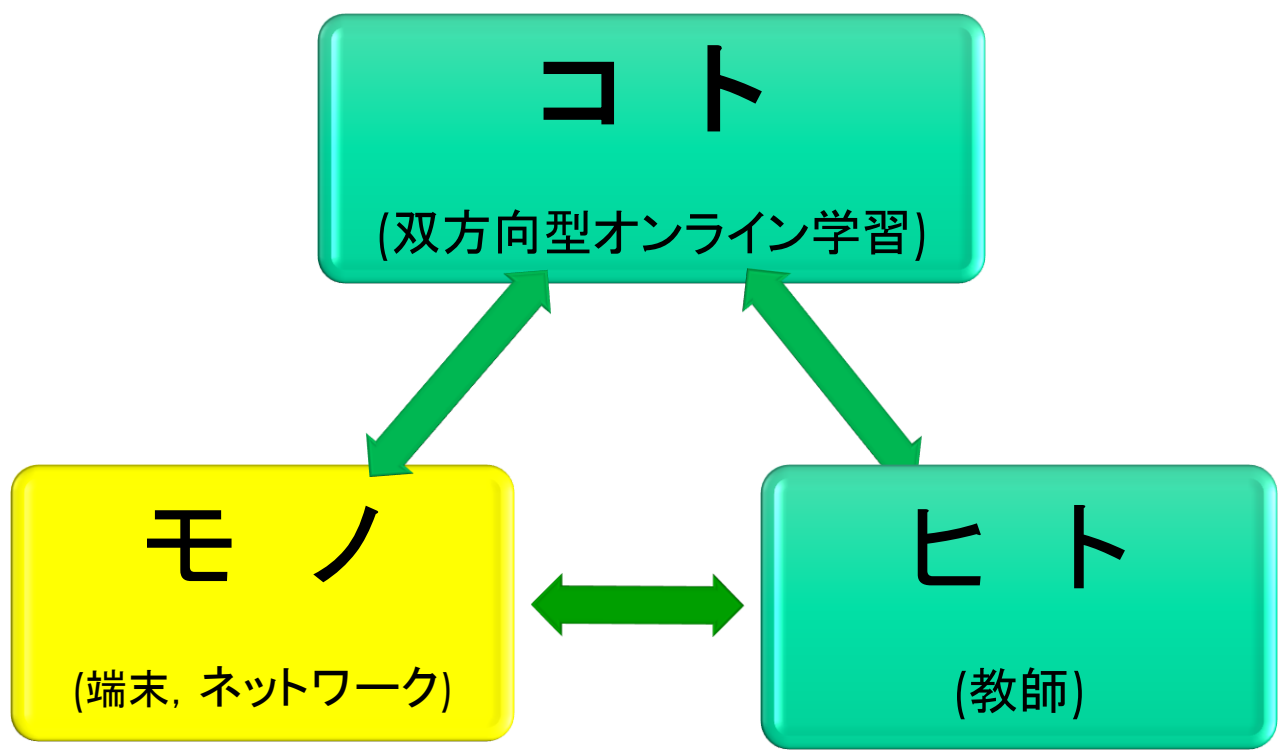 コ ト
(双方向型オンライン学習)
モ ノ
(端末，ネットワーク)
ヒ ト
(教師)